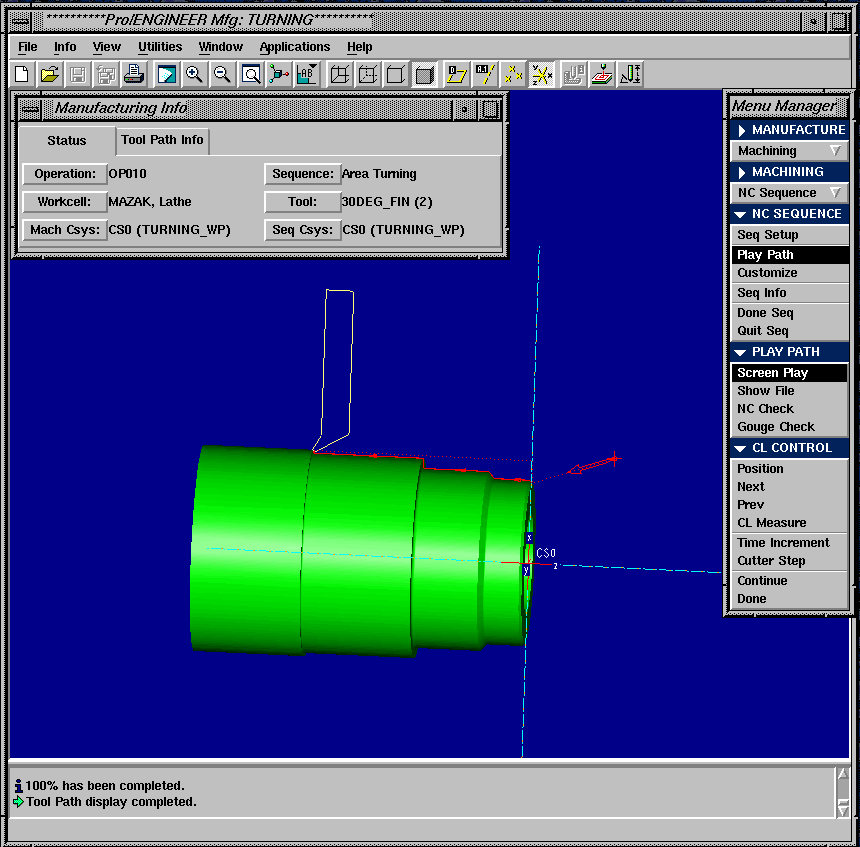 **********Pro/ENGINEER Mfg: TURNING**********
File Info View Utilities Window Applications Help
Manufacturing Info
Status Tool Path Info
Operation: OP010 Sequence: Area Turning
Workcell: MAZAK, Lathe Tool: 30DEG_FIN (2)
Mach Csys: CS0 (TURNING_WP) Seq Csys: CS0 (TURNING_WP)
Menu Manager
MANUFACTURE
Machining
MACHINING
NC Sequence
NC SEQUENCE
Seq Setup
Play Path
Customize
Seq Info
Done Seq
Quit Seq
PLAY PATH
Screen Play
Show File
NC Check
Gouge Check
CL CONTROL
Position
Next
Prev
CL Measure
Time Increment
Cutter Step
Continue
Done
x
CS0
y
z
100% has been completed.
Tool Path display completed.